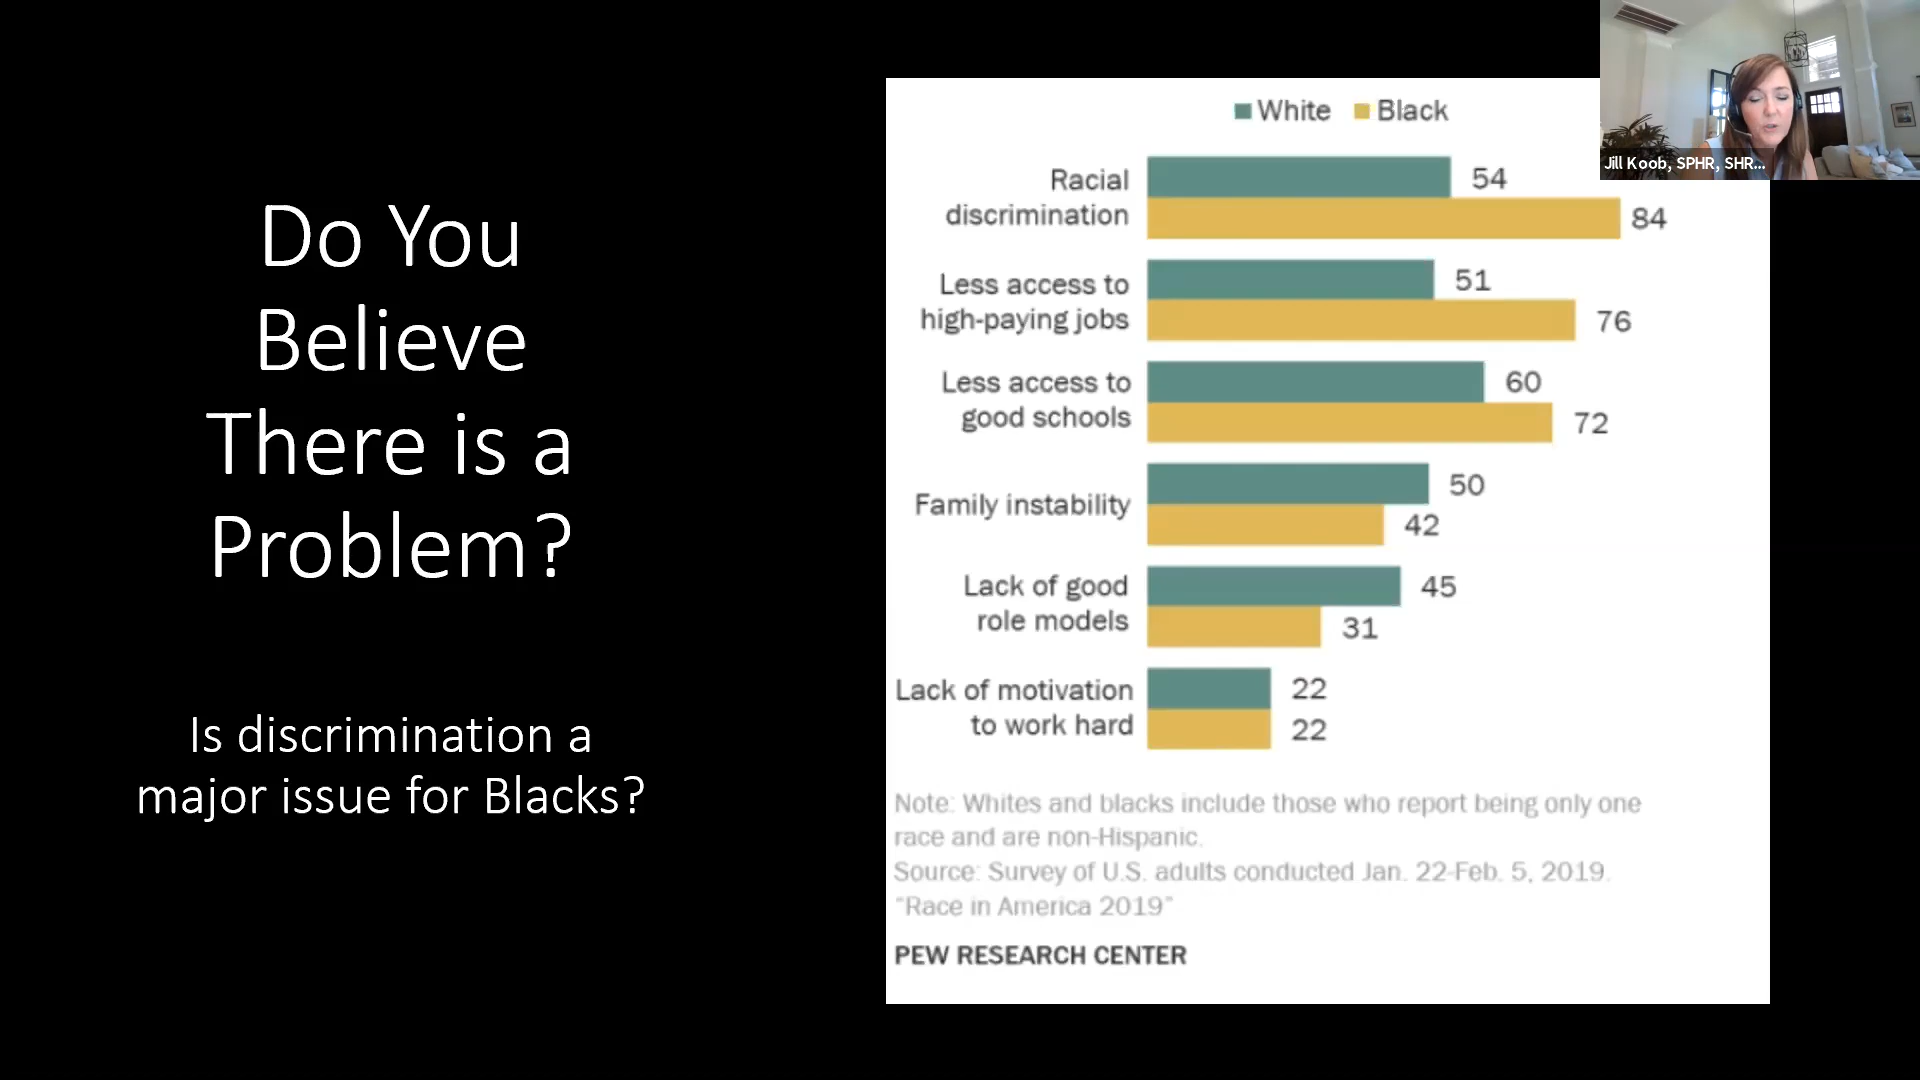 Do You
Believe
There is a
Problem?
Is discrimination a
major issue for Blacks?
White Black
Racial
discrimination
54
84
Less access to
high-paying jobs
51
76
Less access to
good schools
60
72
Family instability
50
42
Lack of good
role models
45
31
Lack of motivation
to work hard
22
22
Note: Whites and blacks include those who report being only one
race and are non-Hispanic.
Source: Survey of U.S. adults conducted Jan. 22-Feb. 5, 2019.
"Race in America 2019”
PEW RESEARCH CENTER
Jill Koob, SPHR, SHR...